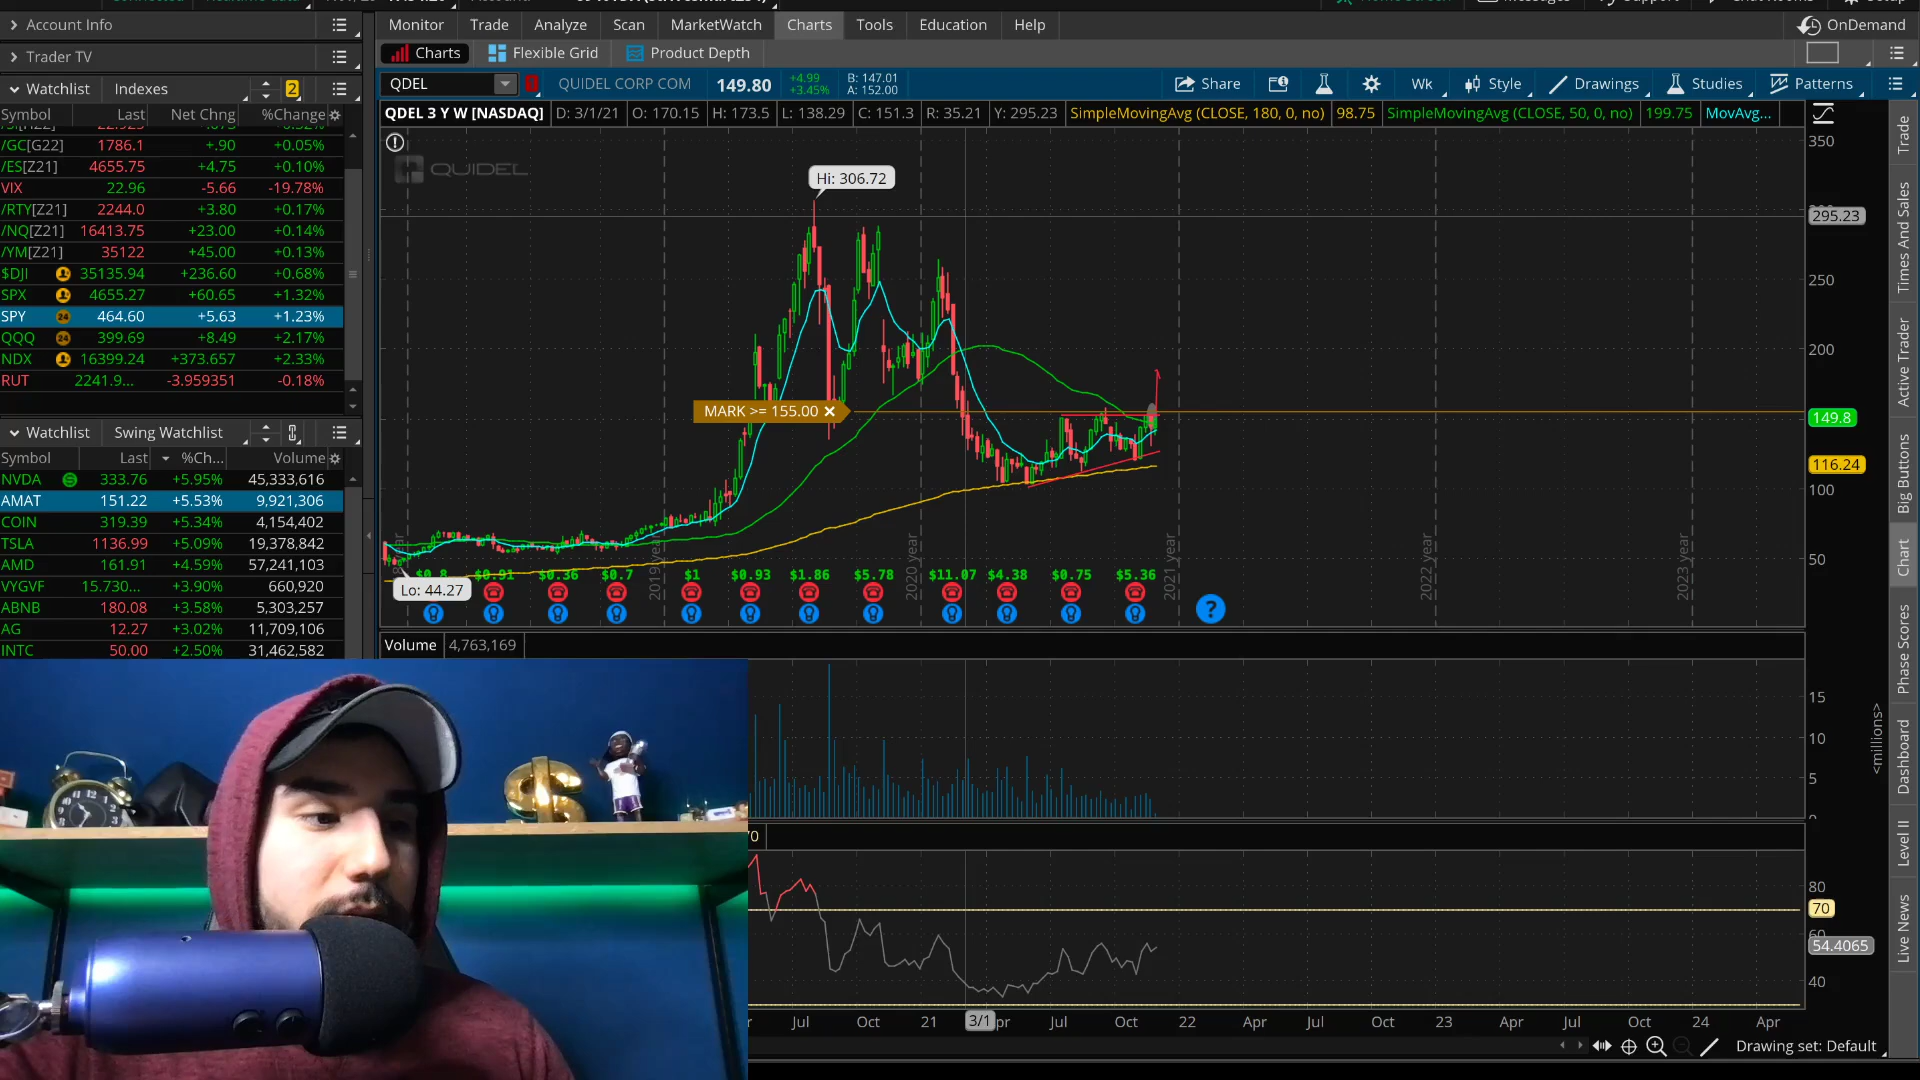 Account Info
Trader TV
Monitor Trade Analyze Scan MarketWatch Charts Tools Education Help
OnDemand
Charts Flexible Grid Product Depth
Watchlist Indexes 2
QDEL QUIDEL CORP COM 149.80 +4.99 +3.45% B: 147.01 A: 152.00 Share Wk Style Drawings Studies Patterns
QDEL 3 Y W [NASDAQ] D: 3/1/21 O: 170.15 H: 173.5 L: 138.29 C: 151.3 R: 35.21 Y: 295.23 SimpleMovingAvg (CLOSE, 180, 0, no) 98.75 SimpleMovingAvg (CLOSE, 50, 0, no) 199.75 MovAvg...
Symbol Last Net Chng %Change
/GC[G22] 1786.1 +.90 +0.05%
/ES[Z21] 4655.75 +4.75 +0.10%
VIX 22.96 -5.66 -19.78%
/RTY[Z21] 2244.0 +3.80 +0.17%
/NQ[Z21] 16413.75 +23.00 +0.14%
/YM[Z21] 35122 +45.00 +0.13%
$DJI 35135.94 +236.60 +0.68%
SPX 4655.27 +60.65 +1.32%
SPY 24 464.60 +5.63 +1.23%
QQQ 24 399.69 +8.49 +2.17%
NDX 16399.24 +373.657 +2.33%
RUT 2241.9... -3.959351 -0.18%
Watchlist Swing Watchlist
Symbol Last %Ch... Volume
NVDA S 333.76 +5.95% 45,333,616
AMAT 151.22 +5.53% 9,921,306
COIN 319.39 +5.34% 4,154,402
TSLA 1136.99 +5.09% 19,378,842
AMD 161.91 +4.59% 57,241,103
VYGVF 15.730... +3.90% 660,920
ABNB 180.08 +3.58% 5,303,257
AG 12.27 +3.02% 11,709,106
INTC 50.00 +2.50% 31,462,582
QUIDEL
Hi: 306.72
MARK >= 155.00
Lo: 44.27
$0.8 $0.91 $0.36 $0.7 $1 $0.93 $1.86 $5.78 $11.07 $4.38 $0.75 $5.36
?
2019 year
2020 year
2021 year
2022 year
2023 year
350
295.23
250
200
149.8
116.24
100
50
Volume 4,763,169
15
10
5
<millions>
80
70
54.4065
40
Jul Oct 21 3/1 pr Jul Oct 22 Apr Jul Oct 23 Apr Jul Oct 24 Apr
Drawing set: Default
Trade
Times And Sales
Active Trader
Big Buttons
Chart
Phase Scores
Dashboard
Level II
Live News